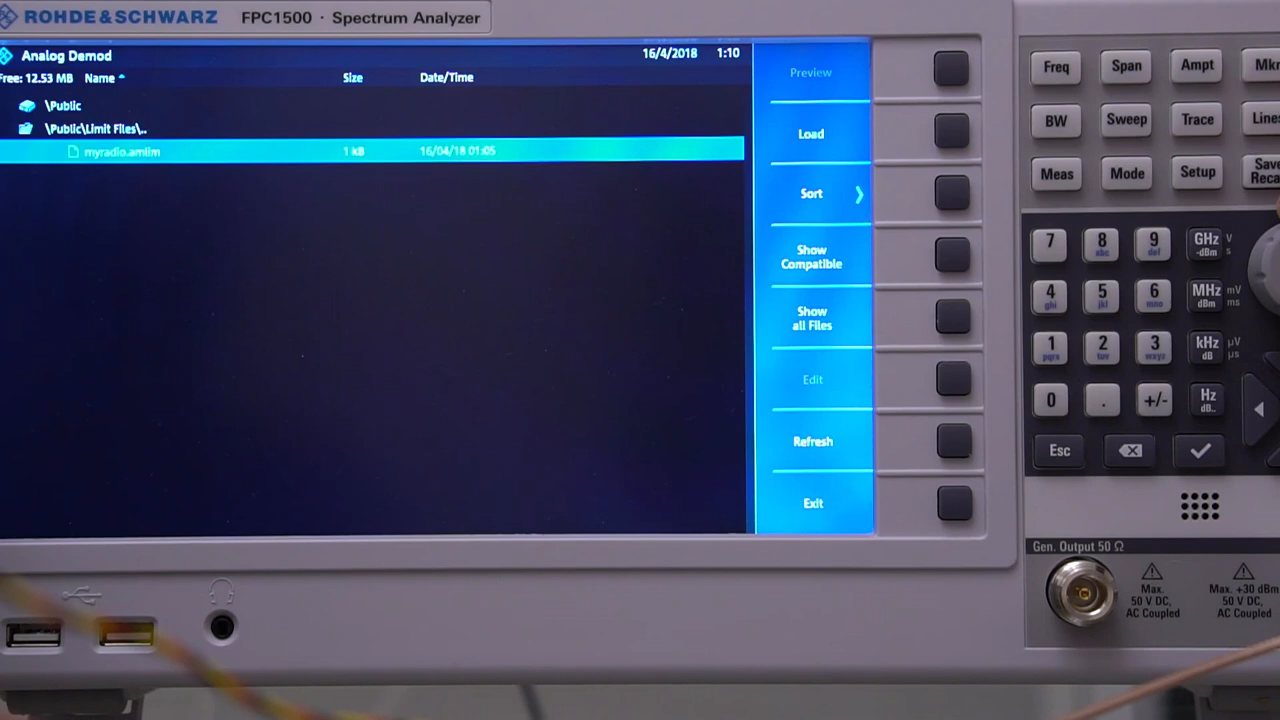 ROHDE&SCHWARZ FPC1500 · Spectrum Analyzer
Analog Demod 16/4/2018 1:10
Free: 12.53 MB Name Size Date/Time
\Public
\Public\Limit Files\..
myradio.amlim 1 kB 16/04/18 01:05
Preview
Load
Sort
Show
Compatible
Show
all Files
Edit
Refresh
Exit
Freq Span Ampt Mkr
BW Sweep Trace Lines
Meas Mode Setup Save
Reca
7 8 abc 9 def GHz -dBm V s
4 ghi 5 jkl 6 mno MHz dBm mV ms
1 pqrs 2 tuv 3 wxyz kHz dB µV µs
0 . +/- Hz dB..
Esc
Gen. Output 50 Ω
Max.
50 V DC,
AC Coupled
Max. +30 dBm
50 V DC,
AC Coupled